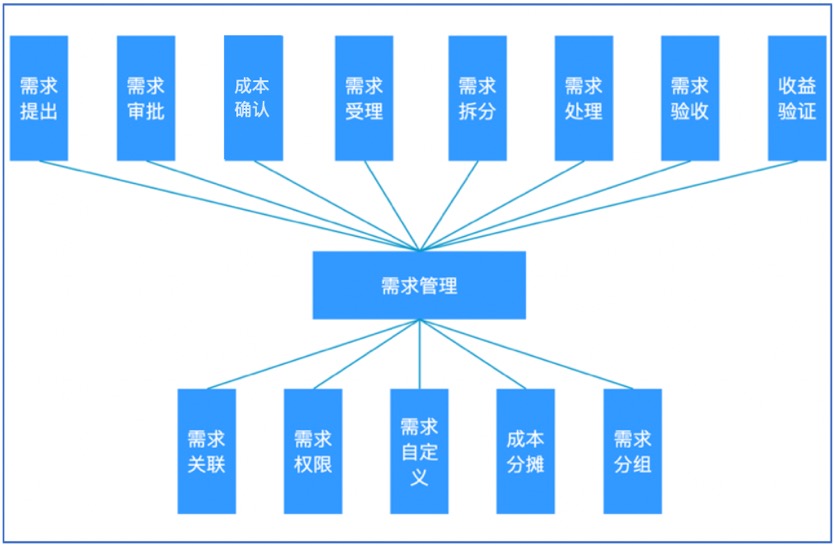 需求
提出
需求
审批
成本
确认
需求
受理
需求
拆分
需求
处理
需求
验收
收益
验证
需求管理
需求
关联
需求
权限
需求
自定
义
成本
分摊
需求
分组